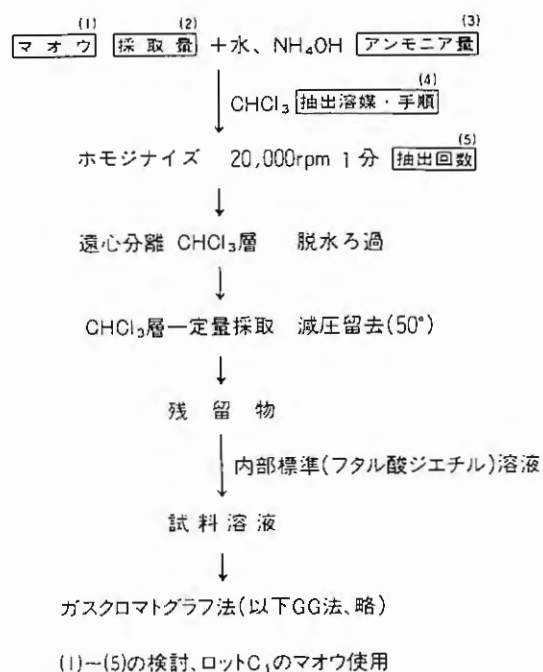 (1) (2) (3)
マオウ 採取量 +水、NH₄OH アンモニア量
(4)
CHCl₃ 抽出溶媒・手順
(5)
ホモジナイズ 20,000rpm 1分 抽出回数
遠心分離 CHCl₃層 脱水ろ過
CHCl₃層一定量採取 減圧留去(50°)
残留物
内部標準(フタル酸ジエチル)溶液
試料溶液
ガスクロマトグラフ法(以下GG法、略)
(1)−(5)の検討、ロットC₁のマオウ使用